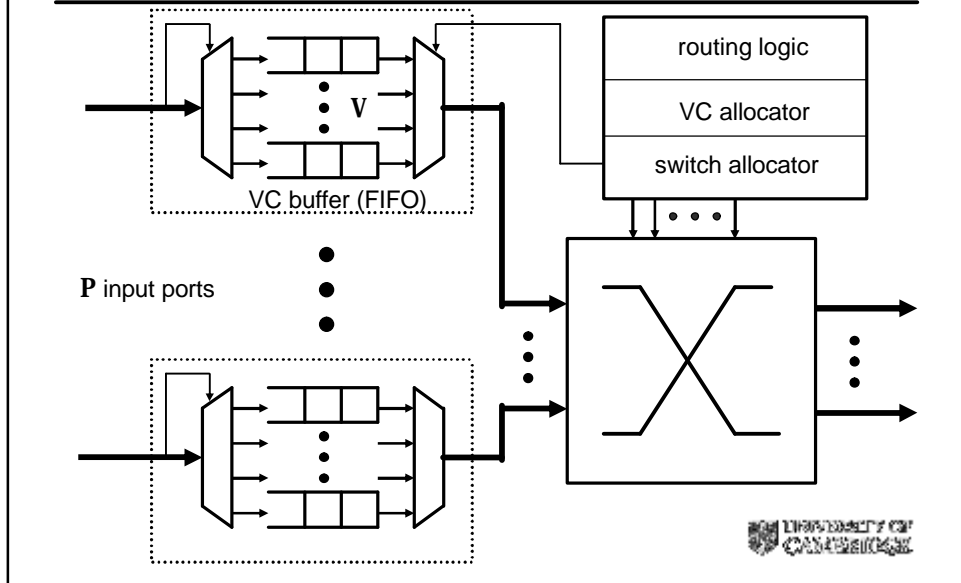 routing logic
VC allocator
switch allocator
V
VC buffer (FIFO)
P input ports
UNIVERSITY OF
CAMBRIDGE